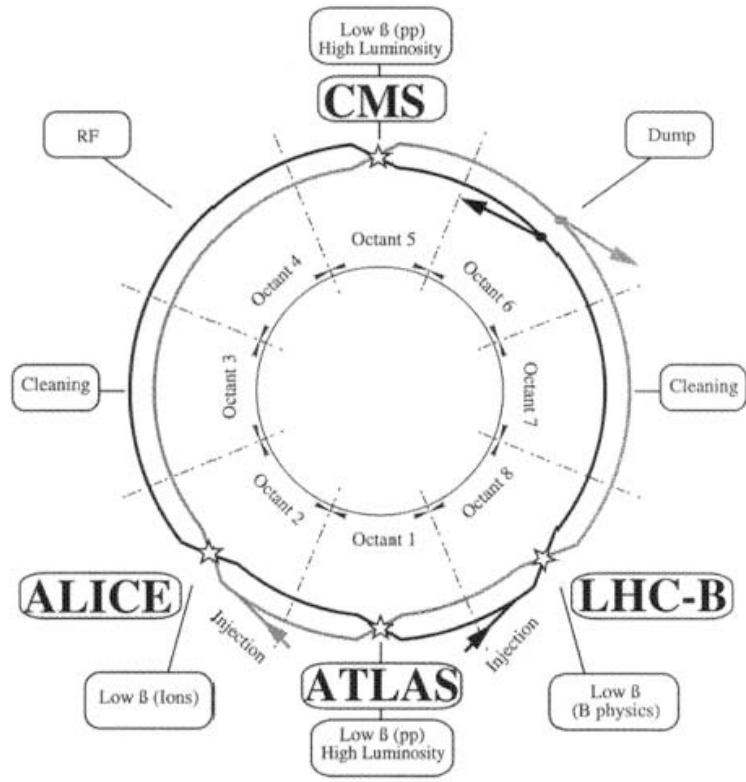 Low ß (pp)
High Luminosity
CMS
RF
Dump
Octant 5
Octant 4
Octant 6
Cleaning
Octant 3
Octant 7
Cleaning
Octant 2
Octant 8
Octant 1
ALICE
LHC-B
Injection
Injection
ATLAS
Low ß (Ions)
Low ß
(B physics)
Low ß (pp)
High Luminosity